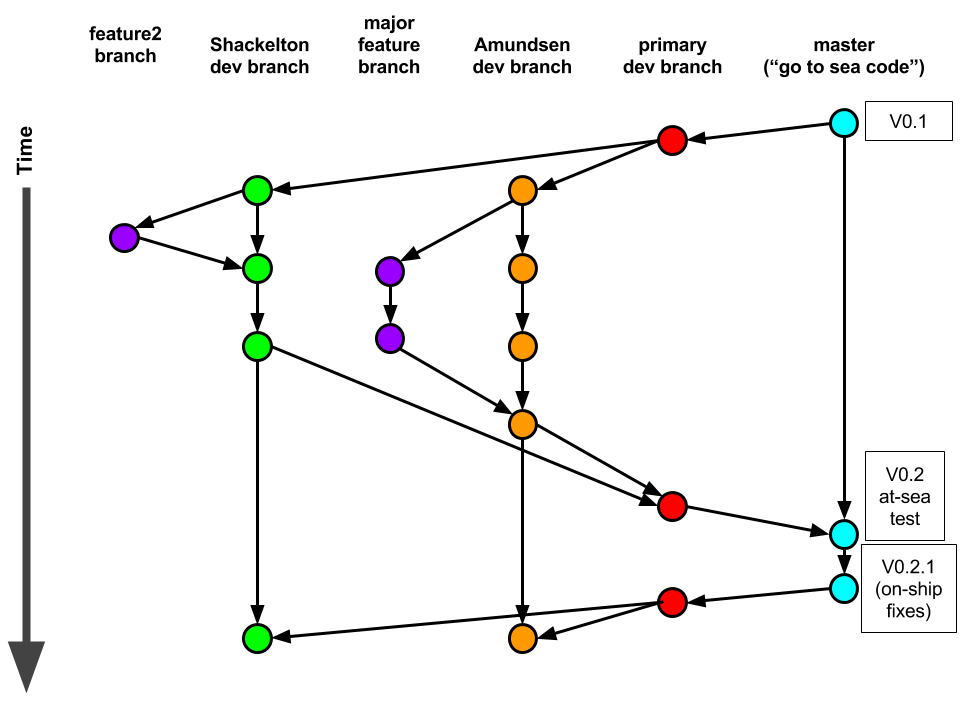 feature2
branch
Shackelton
dev branch
major
feature
branch
Amundsen
dev branch
primary
dev branch
master
(“go to sea code”)
Time
V0.1
V0.2
at-sea
test
V0.2.1
(on-ship
fixes)